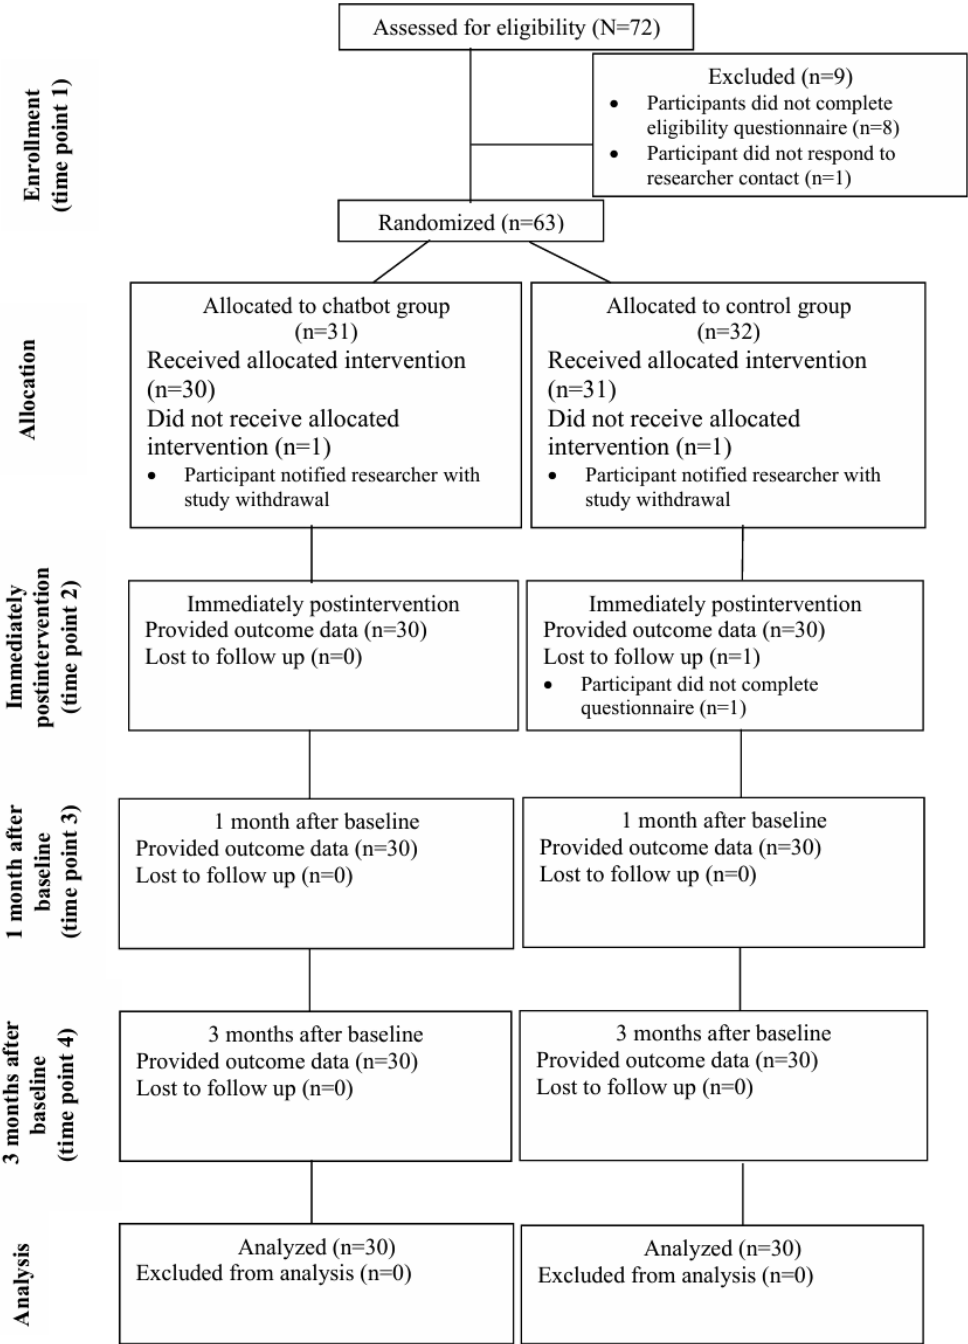 Assessed for eligibility (N=72)
Enrollment
(time point 1)
Excluded (n=9)
• Participants did not complete
eligibility questionnaire (n=8)
• Participant did not respond to
researcher contact (n=1)
Randomized (n=63)
Allocation
Allocated to chatbot group
(n=31)
Received allocated intervention
(n=30)
Did not receive allocated
intervention (n=1)
• Participant notified researcher with
study withdrawal
Allocated to control group
(n=32)
Received allocated intervention
(n=31)
Did not receive allocated
intervention (n=1)
• Participant notified researcher with
study withdrawal
Immediately
postintervention
(time point 2)
Immediately postintervention
Provided outcome data (n=30)
Lost to follow up (n=0)
Immediately postintervention
Provided outcome data (n=30)
Lost to follow up (n=1)
• Participant did not complete
questionnaire (n=1)
1 month after
baseline
(time point 3)
1 month after baseline
Provided outcome data (n=30)
Lost to follow up (n=0)
1 month after baseline
Provided outcome data (n=30)
Lost to follow up (n=0)
3 months after
baseline
(time point 4)
3 months after baseline
Provided outcome data (n=30)
Lost to follow up (n=0)
3 months after baseline
Provided outcome data (n=30)
Lost to follow up (n=0)
Analysis
Analyzed (n=30)
Excluded from analysis (n=0)
Analyzed (n=30)
Excluded from analysis (n=0)